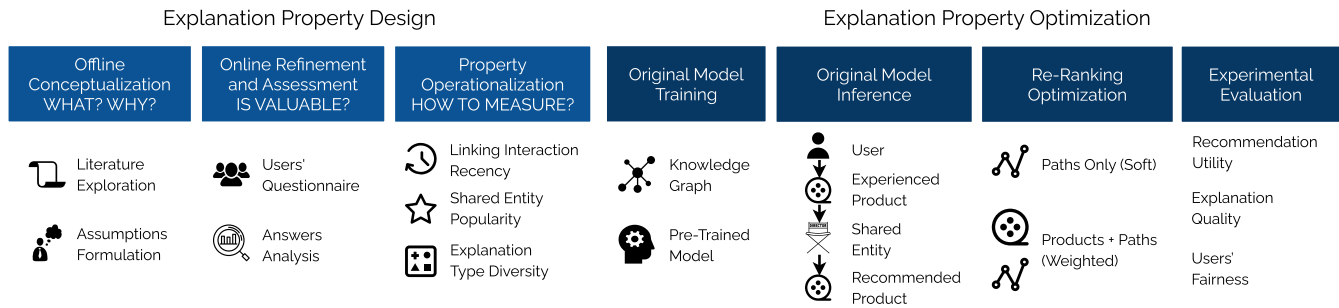 Explanation Property Design
Explanation Property Optimization
Offline
Conceptualization
WHAT? WHY?
Literature
Exploration
Assumptions
Formulation
Online Refinement
and Assessment
IS VALUABLE?
Users'
Questionnaire
Answers
Analysis
Property
Operationalization
HOW TO MEASURE?
Linking Interaction
Recency
Shared Entity
Popularity
Explanation
Type Diversity
Original Model
Training
Knowledge
Graph
Pre-Trained
Model
Original Model
Inference
User
Experienced
Product
DIRECTOR
Shared
Entity
Recommended
Product
Re-Ranking
Optimization
Paths Only (Soft)
Products + Paths
(Weighted)
Experimental
Evaluation
Recommendation
Utility
Explanation
Quality
Users'
Fairness